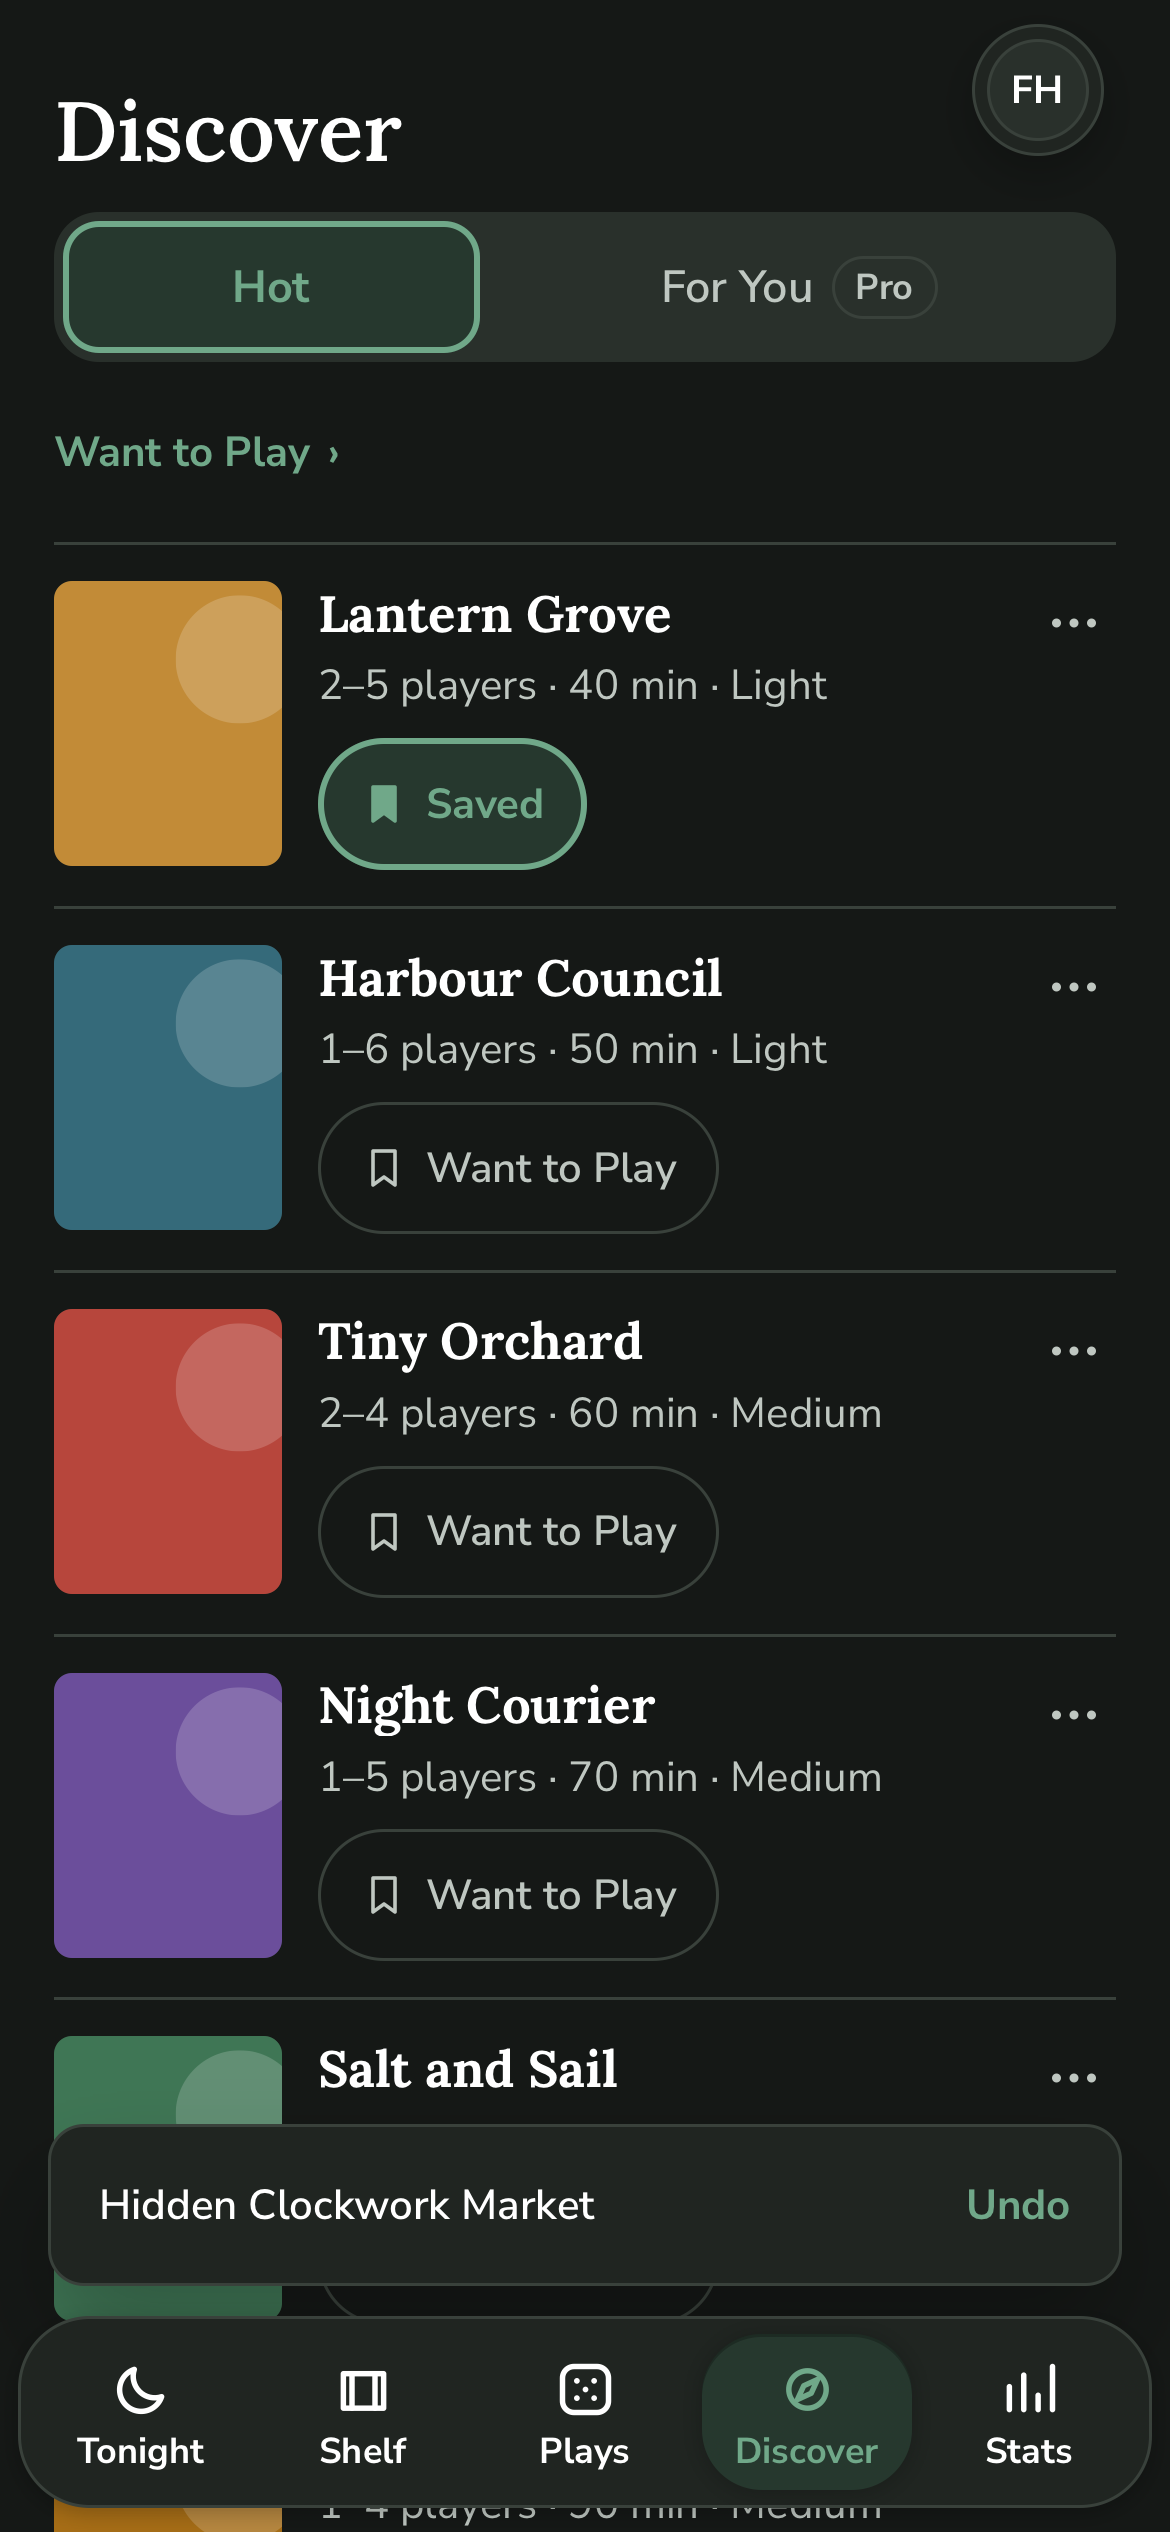 FH
Discover
Hot
For You Pro
Want to Play ›
Lantern Grove
2–5 players · 40 min · Light
Saved
Harbour Council
1–6 players · 50 min · Light
Want to Play
Tiny Orchard
2–4 players · 60 min · Medium
Want to Play
Night Courier
1–5 players · 70 min · Medium
Want to Play
Salt and Sail
Hidden Clockwork Market
Undo
Tonight
Shelf
Plays
Discover
Stats
players · min · Medium